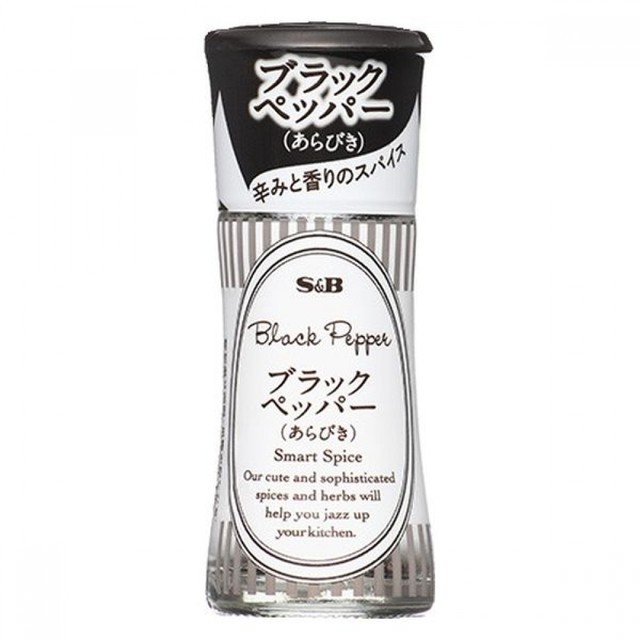 ブラック
ペッパー
(あらびき)
辛みと香りのスパイス
S&B
Black Pepper
ブラック
ペッパー
(あらびき)
Smart Spice
Our cute and sophisticated
spices and herbs will
help you jazz up
your kitchen.